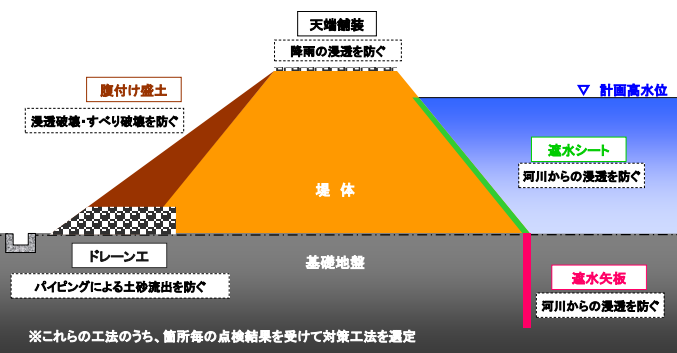 天端舗装
降雨の浸透を防ぐ
腹付け盛土
浸透破壊・すべり破壊を防ぐ
▽ 計画高水位
遮水シート
河川からの浸透を防ぐ
堤 体
ドレーン工
パイピングによる土砂流出を防ぐ
基礎地盤
遮水矢板
河川からの浸透を防ぐ
※これらの工法のうち、箇所毎の点検結果を受けて対策工法を選定